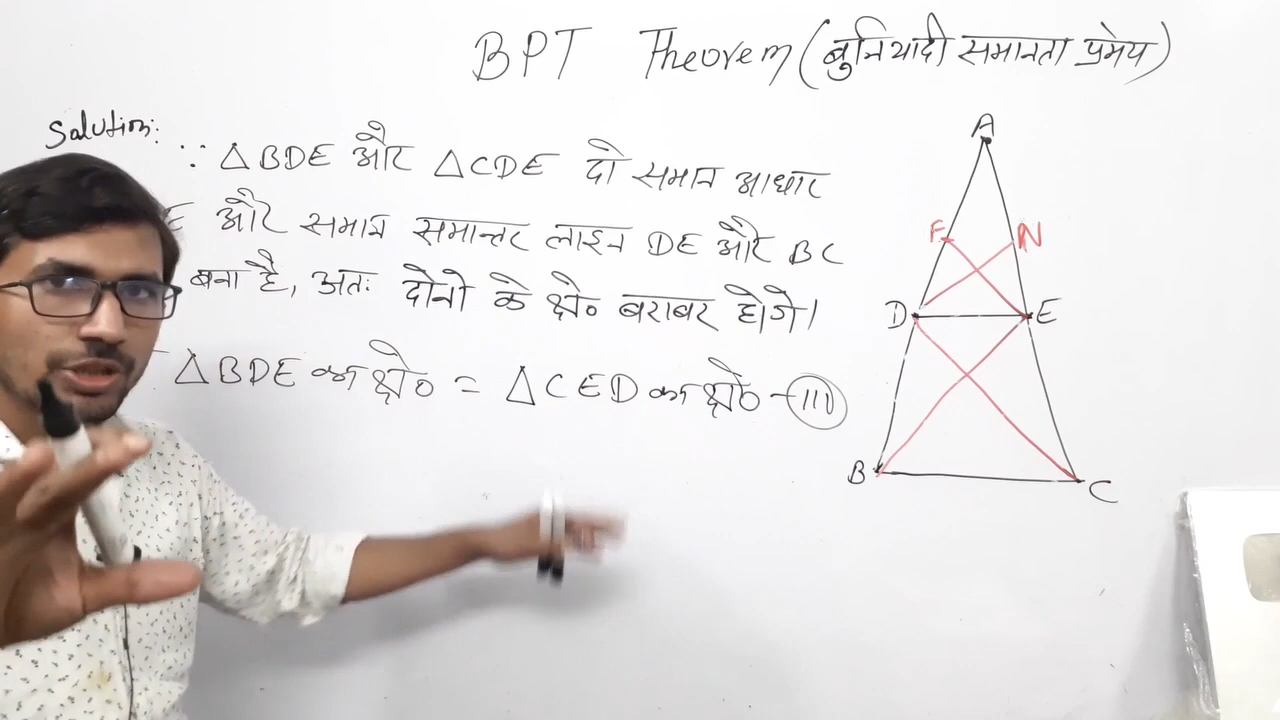 BPT Theorem (बुनियादी समानता प्रमेय)
Solution:
∵ △BDE और △CDE दो समान आधार
E और समान समान्तर लाइन DE और BC
बना है, अतः दोनो के क्षे० बराबर होगे।
△BDE का क्षे० = △CED का क्षे० - (III)
A
F N
D E
B C